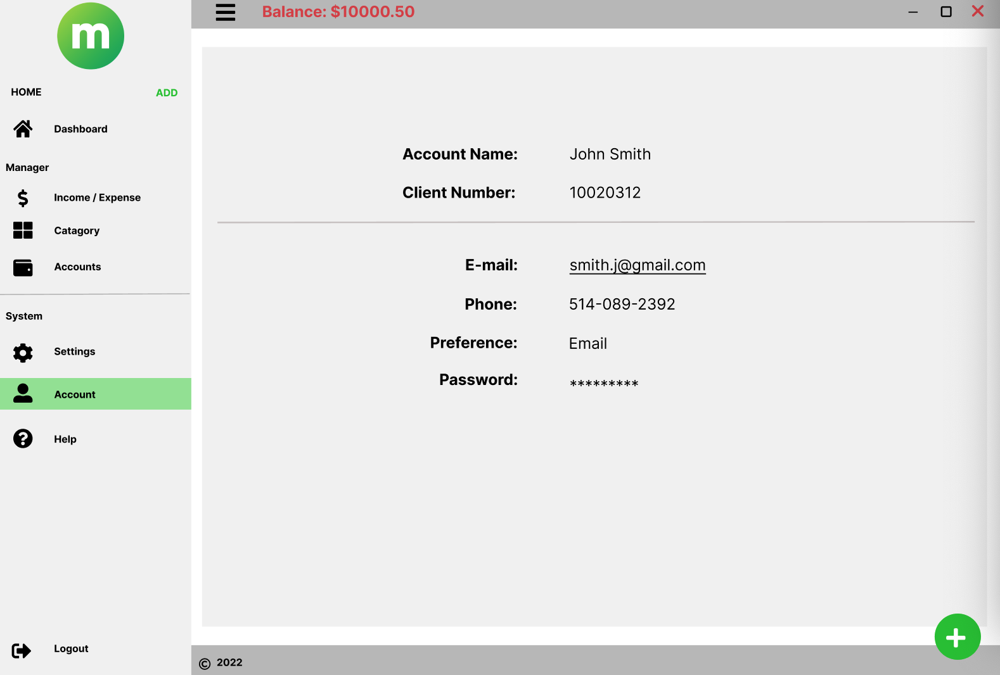 m
HOME ADD
Dashboard
Manager
Income / Expense
Catagory
Accounts
System
Settings
Account
Help
Logout
Balance: $10000.50
Account Name: John Smith
Client Number: 10020312
E-mail: smith.j@gmail.com
Phone: 514-089-2392
Preference: Email
Password: *********
© 2022